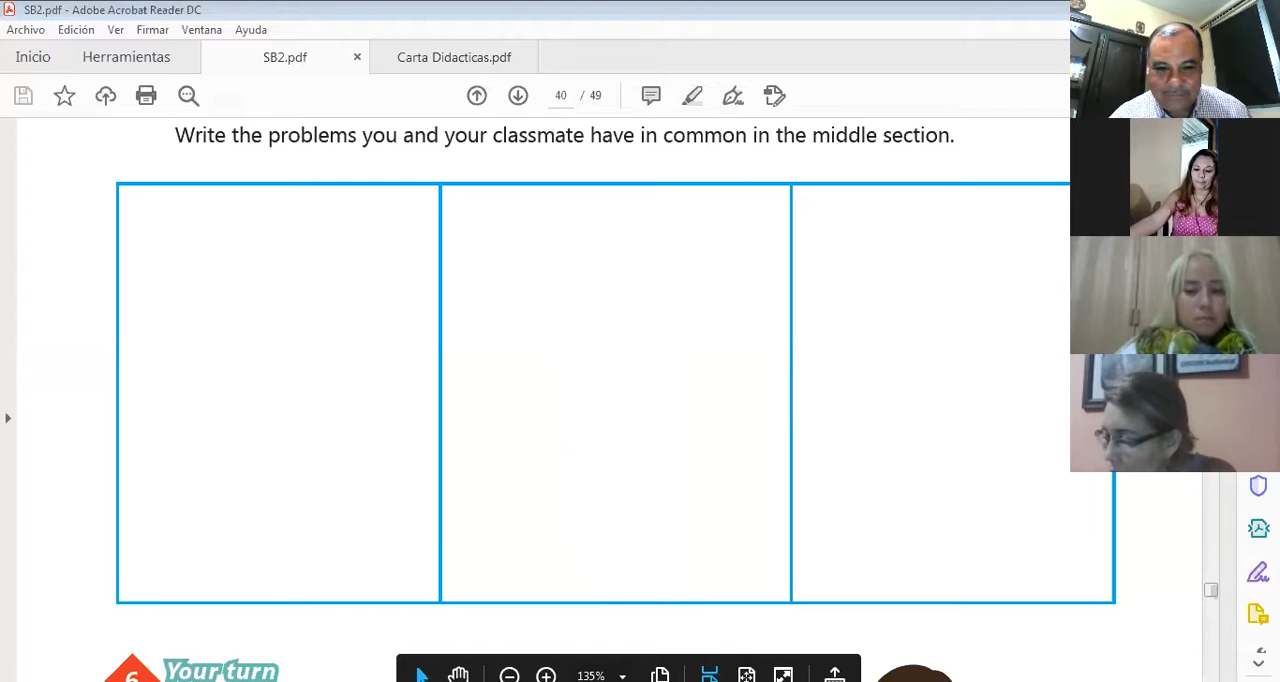 SB2.pdf - Adobe Acrobat Reader DC
Archivo Edición Ver Firmar Ventana Ayuda
Inicio Herramientas SB2.pdf × Carta Didacticas.pdf
40 / 49
Write the problems you and your classmate have in common in the middle section.
6 Your turn
135%